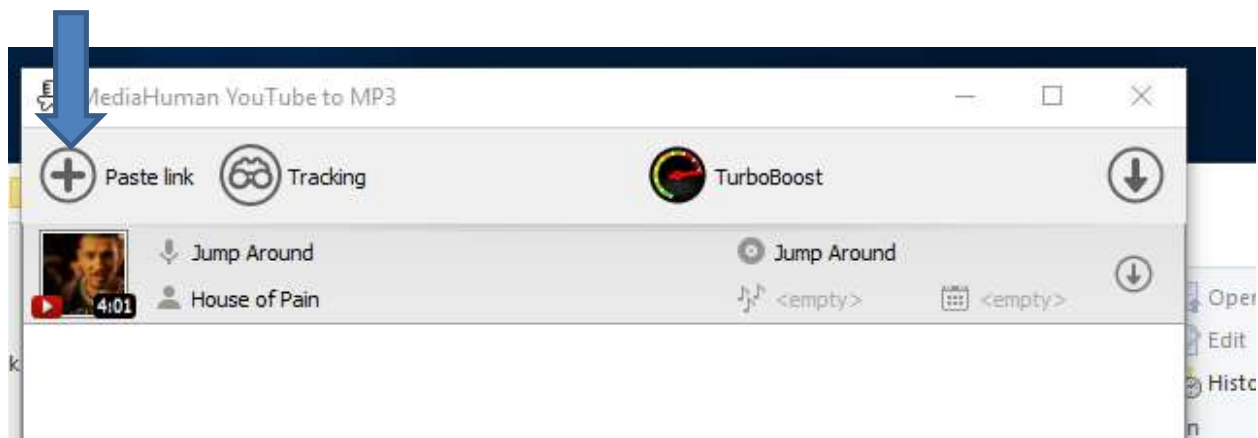 MediaHuman YouTube to MP3
Paste link Tracking TurboBoost
Jump Around Jump Around
4:01 House of Pain <empty> <empty>
Edit